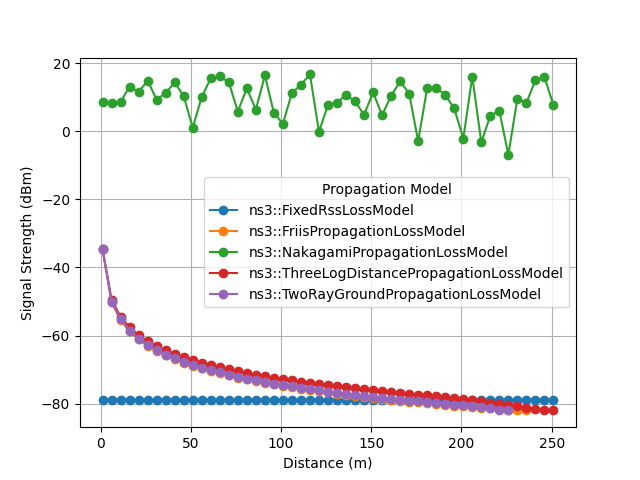 20
0
−20
−40
−60
−80
Signal Strength (dBm)
Propagation Model
ns3::FixedRssLossModel
ns3::FriisPropagationLossModel
ns3::NakagamiPropagationLossModel
ns3::ThreeLogDistancePropagationLossModel
ns3::TwoRayGroundPropagationLossModel
0 50 100 150 200 250
Distance (m)